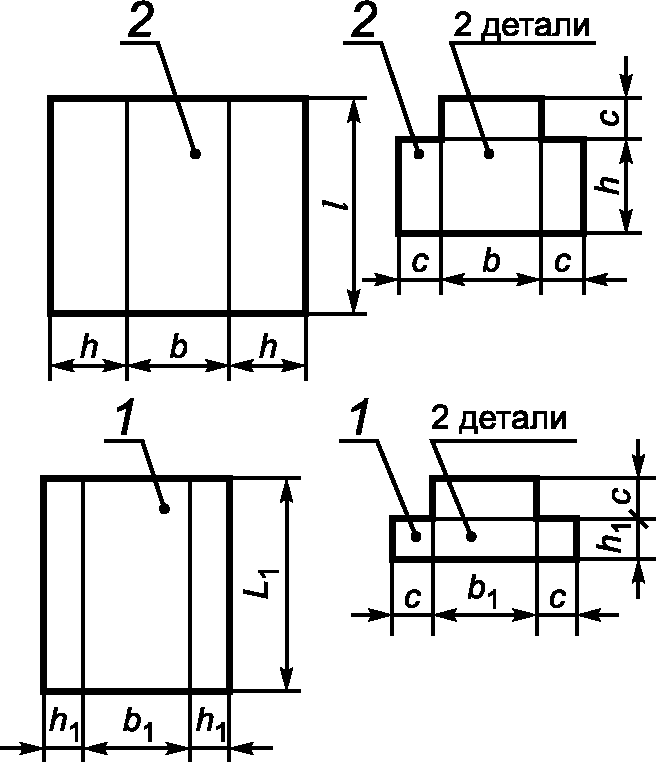 2 2 2 детали
c
l h
c b c
h b h
1 1 2 детали
c
L1 h1
c b1 c
h1 b1 h1